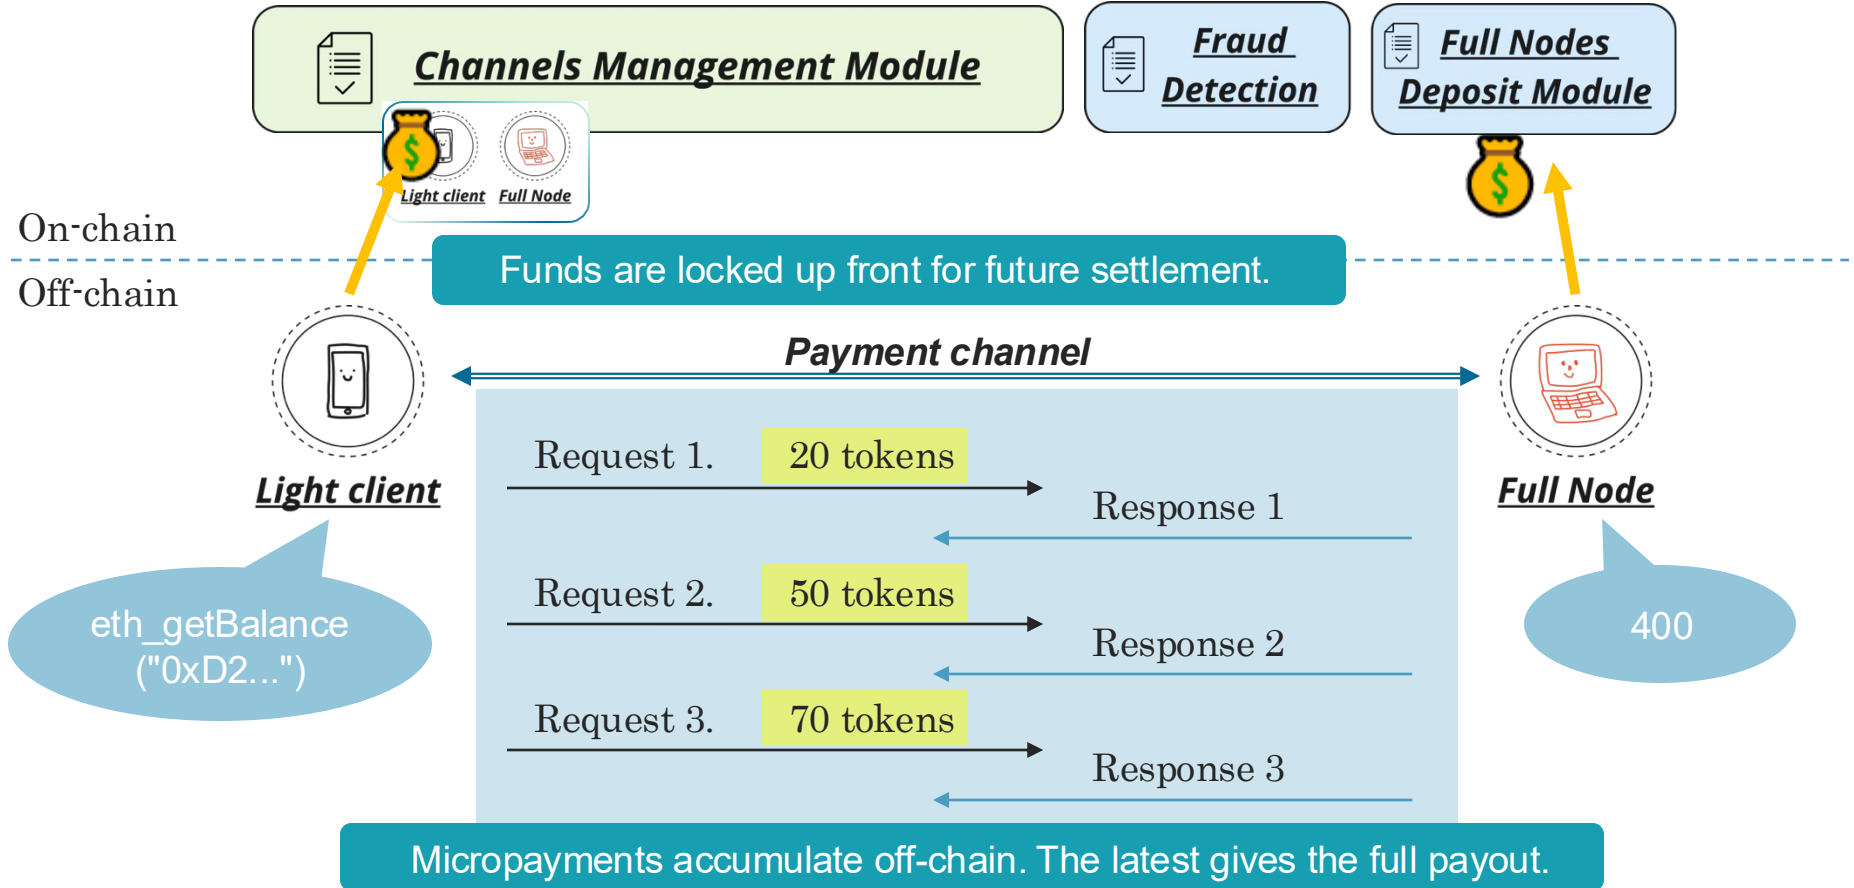 Channels Management Module
Fraud
Detection
Full Nodes
Deposit Module
$
Light client
Full Node
$
On-chain
Off-chain
Funds are locked up front for future settlement.
Payment channel
Light client
Full Node
Request 1.
20 tokens
Response 1
Request 2.
50 tokens
Response 2
Request 3.
70 tokens
Response 3
eth_getBalance
("0xD2...")
400
Micropayments accumulate off-chain. The latest gives the full payout.